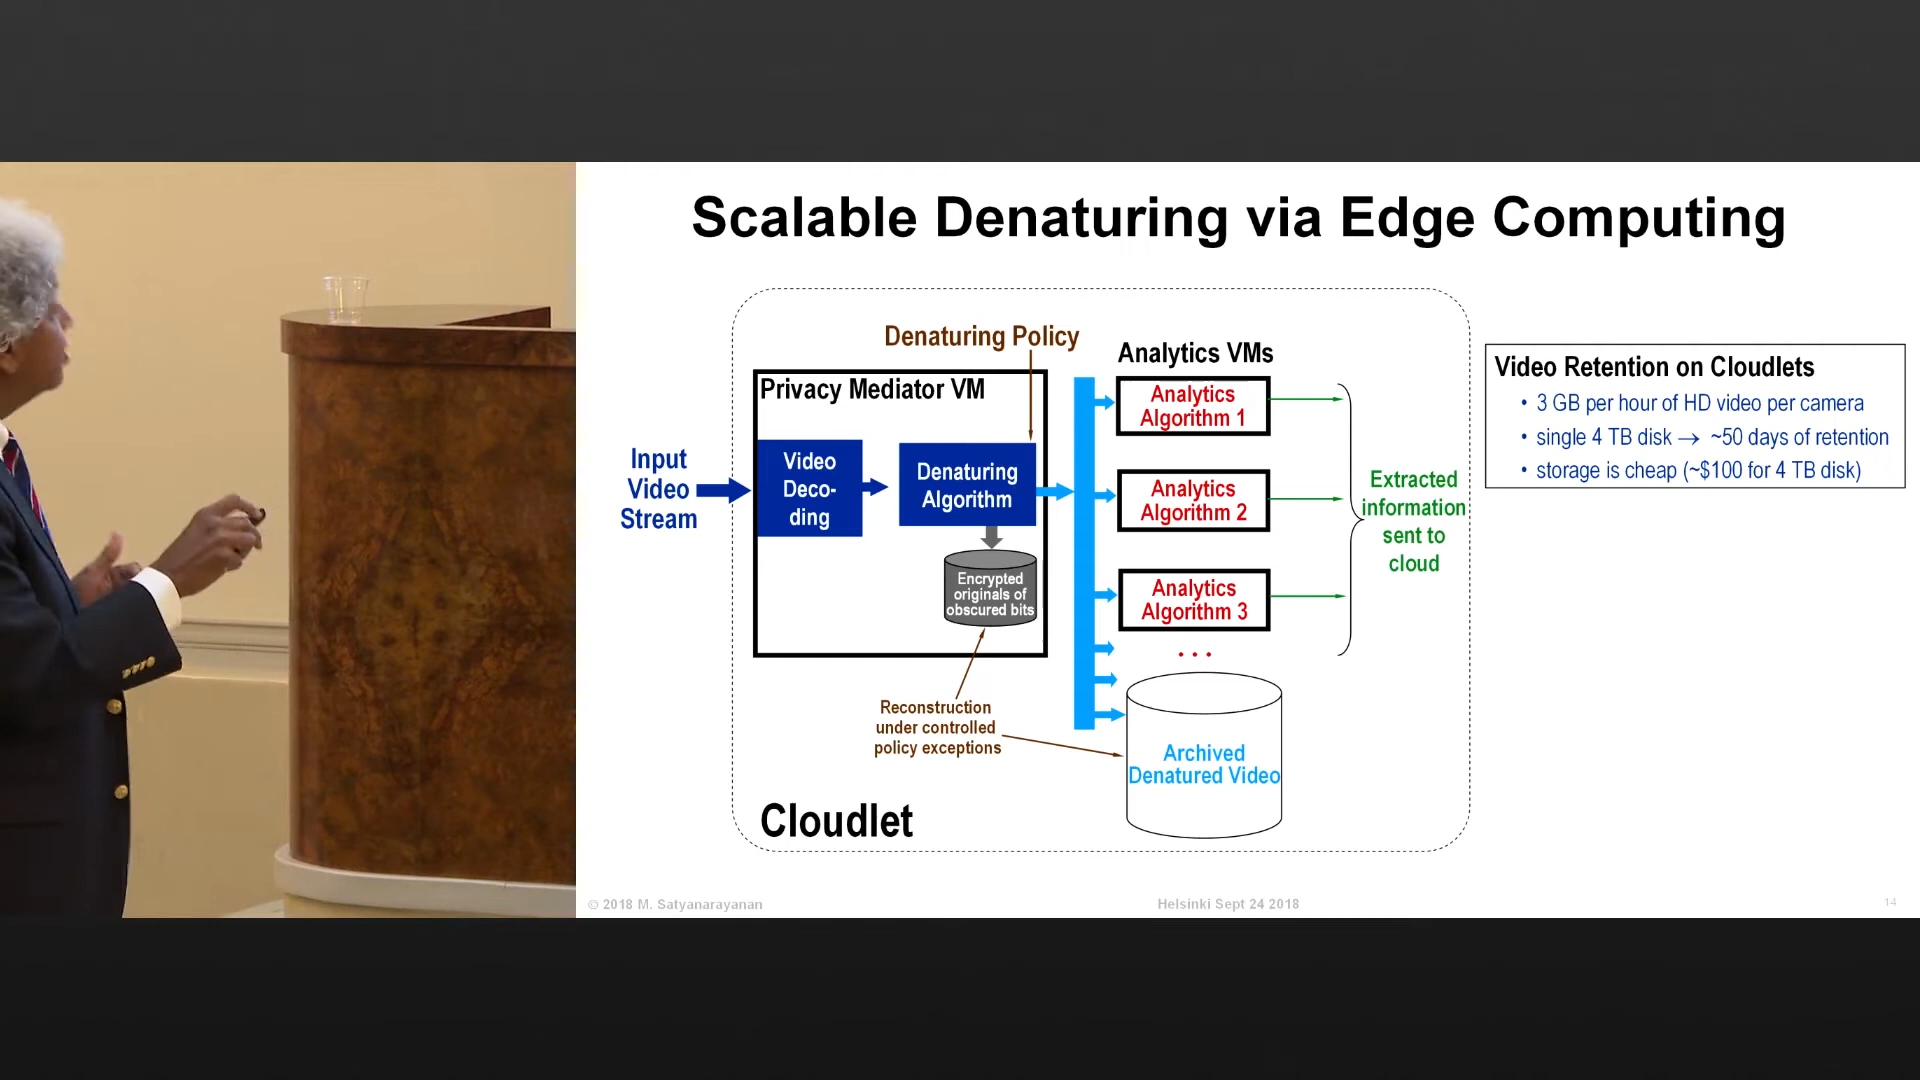 Scalable Denaturing via Edge Computing
Denaturing Policy
Privacy Mediator VM
Input
Video
Stream
Video
Deco-
ding
Denaturing
Algorithm
Encrypted
originals of
obscured bits
Reconstruction
under controlled
policy exceptions
Cloudlet
Analytics VMs
Analytics
Algorithm 1
Analytics
Algorithm 2
Analytics
Algorithm 3
. . .
Archived
Denatured Video
Extracted
information
sent to
cloud
Video Retention on Cloudlets
• 3 GB per hour of HD video per camera
• single 4 TB disk → ~50 days of retention
• storage is cheap (~$100 for 4 TB disk)
© 2018 M. Satyanarayanan
Helsinki Sept 24 2018
14